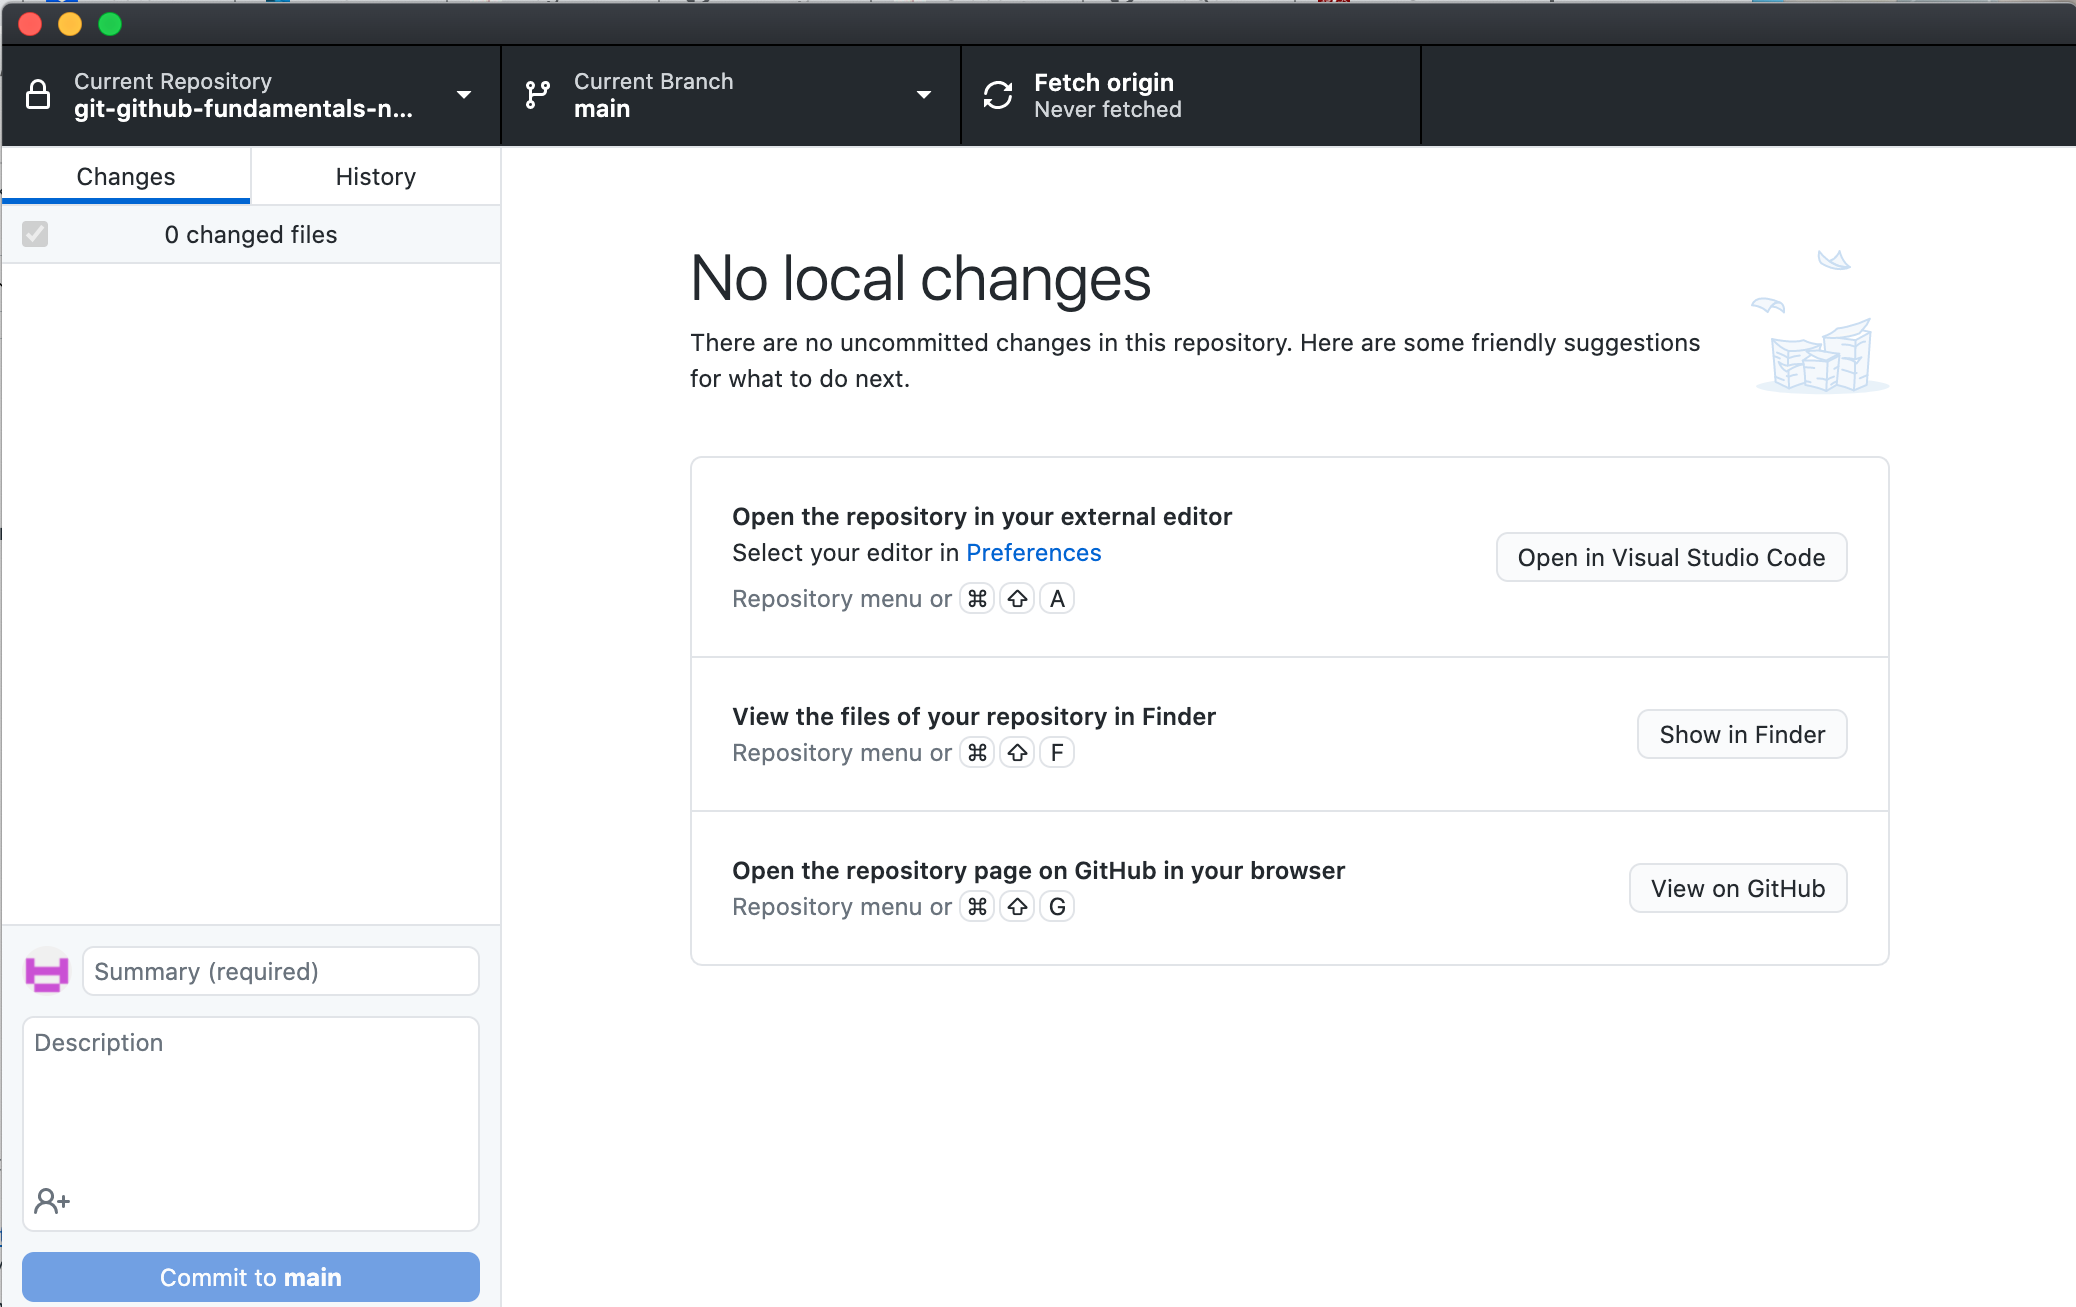 Current Repository
git-github-fundamentals-n...
Current Branch
main
Fetch origin
Never fetched
Changes
History
0 changed files
No local changes
There are no uncommitted changes in this repository. Here are some friendly suggestions
for what to do next.
Open the repository in your external editor
Select your editor in Preferences
Repository menu or ⌘ ⇧ A
Open in Visual Studio Code
View the files of your repository in Finder
Repository menu or ⌘ ⇧ F
Show in Finder
Open the repository page on GitHub in your browser
Repository menu or ⌘ ⇧ G
View on GitHub
Summary (required)
Description
Commit to main